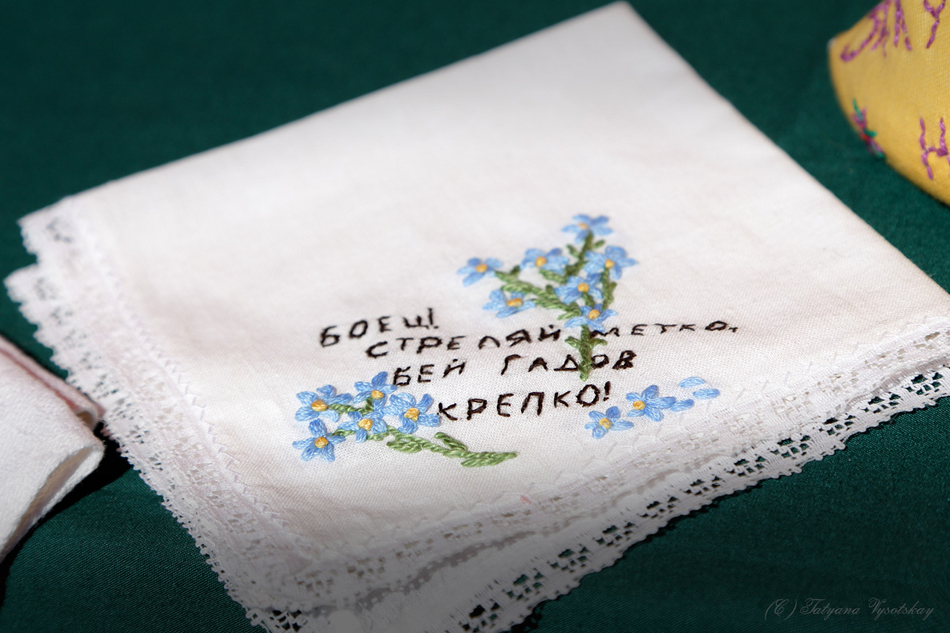 БОЕЦ!
СТРЕЛЯЙ МЕТКО,
БЕЙ ГАДОВ
КРЕПКО!
(C) Tatyana Vysotskay